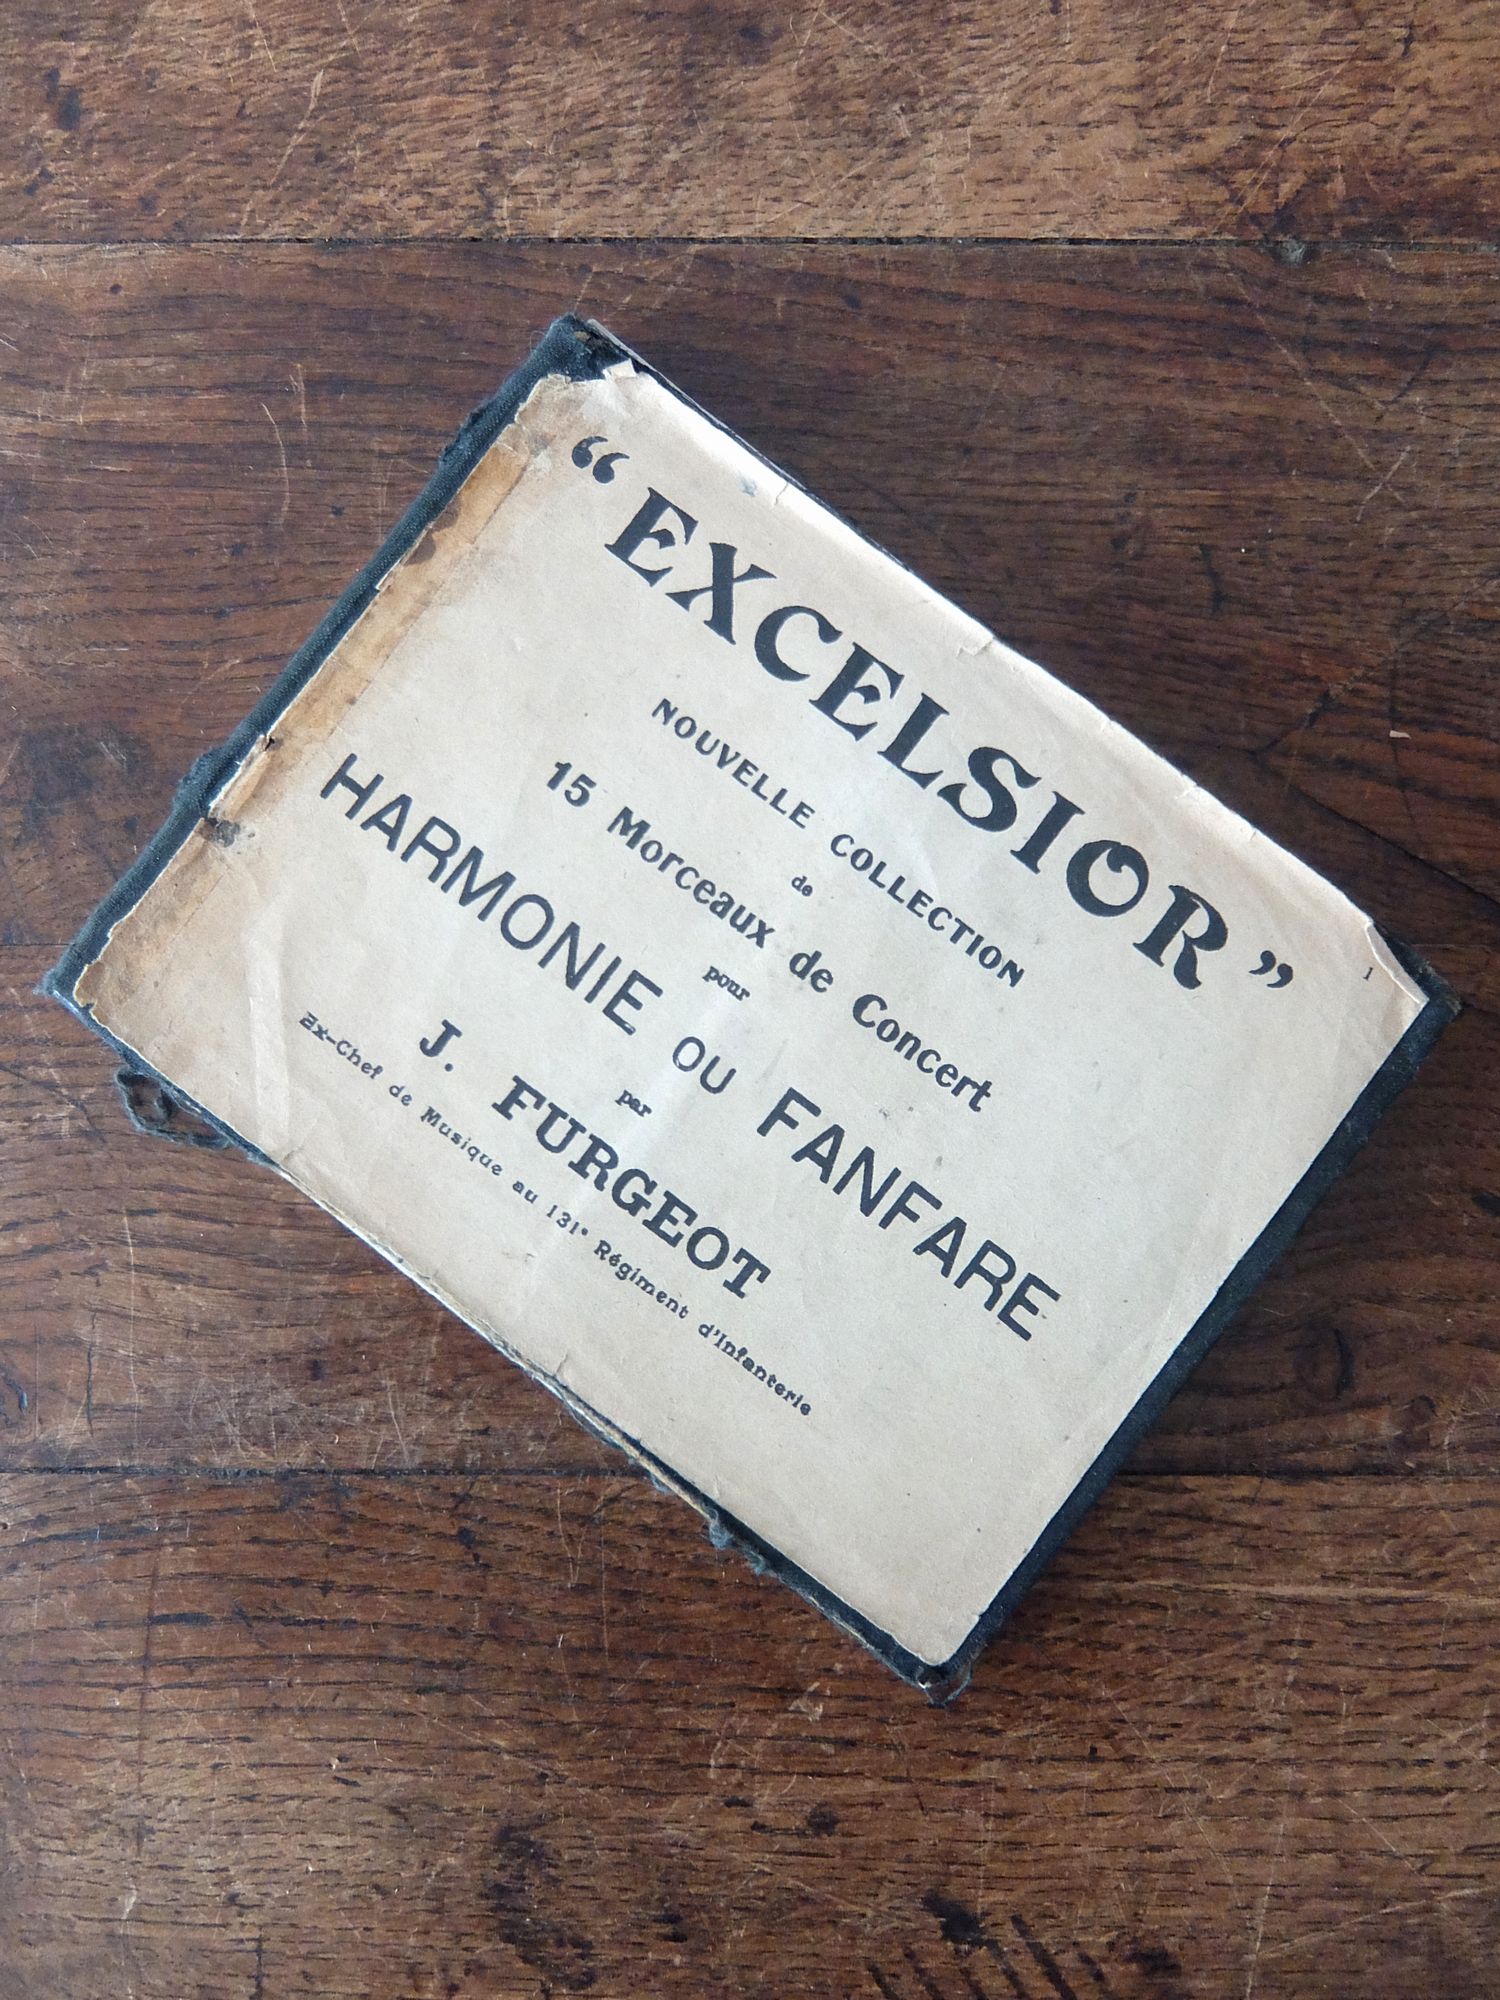 “EXCELSIOR”
1
NOUVELLE COLLECTION
de
15 Morceaux de Concert
pour
HARMONIE OU FANFARE
par
J. FURGEOT
Ex-Chef de Musique au 131e Régiment d'Infanterie